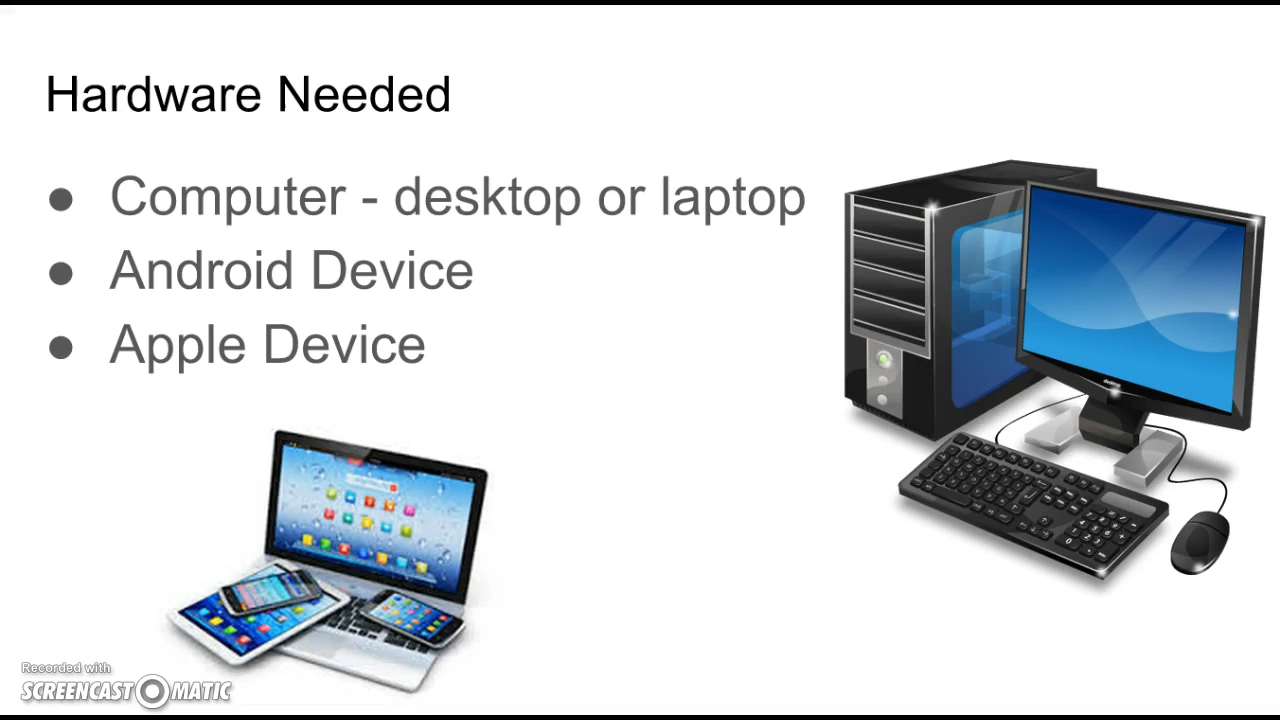 Hardware Needed
● Computer - desktop or laptop
● Android Device
● Apple Device
Recorded with
SCREENCAST MATIC